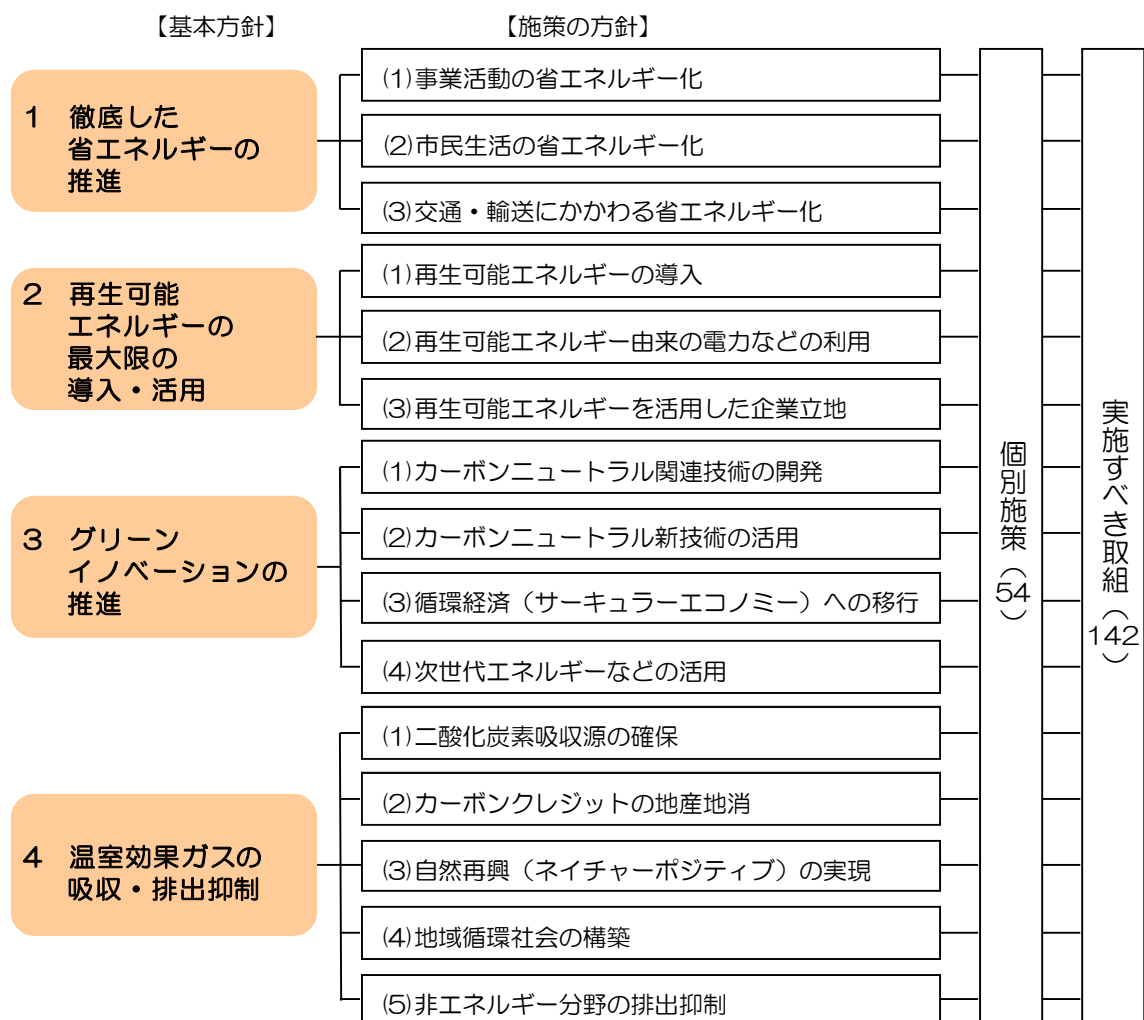 【基本方針】
【施策の方針】
1 徹底した
省エネルギーの
推進
(1)事業活動の省エネルギー化
(2)市民生活の省エネルギー化
(3)交通・輸送にかかわる省エネルギー化
2 再生可能
エネルギーの
最大限の
導入・活用
(1)再生可能エネルギーの導入
(2)再生可能エネルギー由来の電力などの利用
(3)再生可能エネルギーを活用した企業立地
3 グリーン
イノベーションの
推進
(1)カーボンニュートラル関連技術の開発
(2)カーボンニュートラル新技術の活用
(3)循環経済（サーキュラーエコノミー）への移行
(4)次世代エネルギーなどの活用
4 温室効果ガスの
吸収・排出抑制
(1)二酸化炭素吸収源の確保
(2)カーボンクレジットの地産地消
(3)自然再興（ネイチャーポジティブ）の実現
(4)地域循環社会の構築
(5)非エネルギー分野の排出抑制
個別施策（54）
実施すべき取組（142）